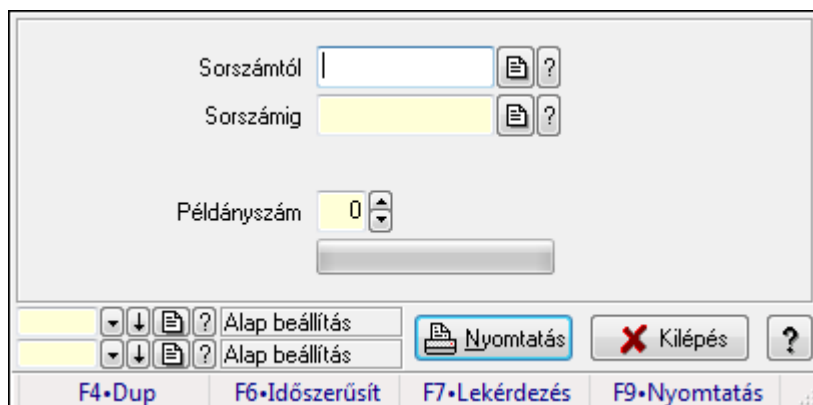 Sorszámtól ?
Sorszámig ?
Példányszám 0
? Alap beállítás
? Alap beállítás
Nyomtatás Kilépés ?
F4•Dup F6•Időszerűsít F7•Lekérdezés F9•Nyomtatás